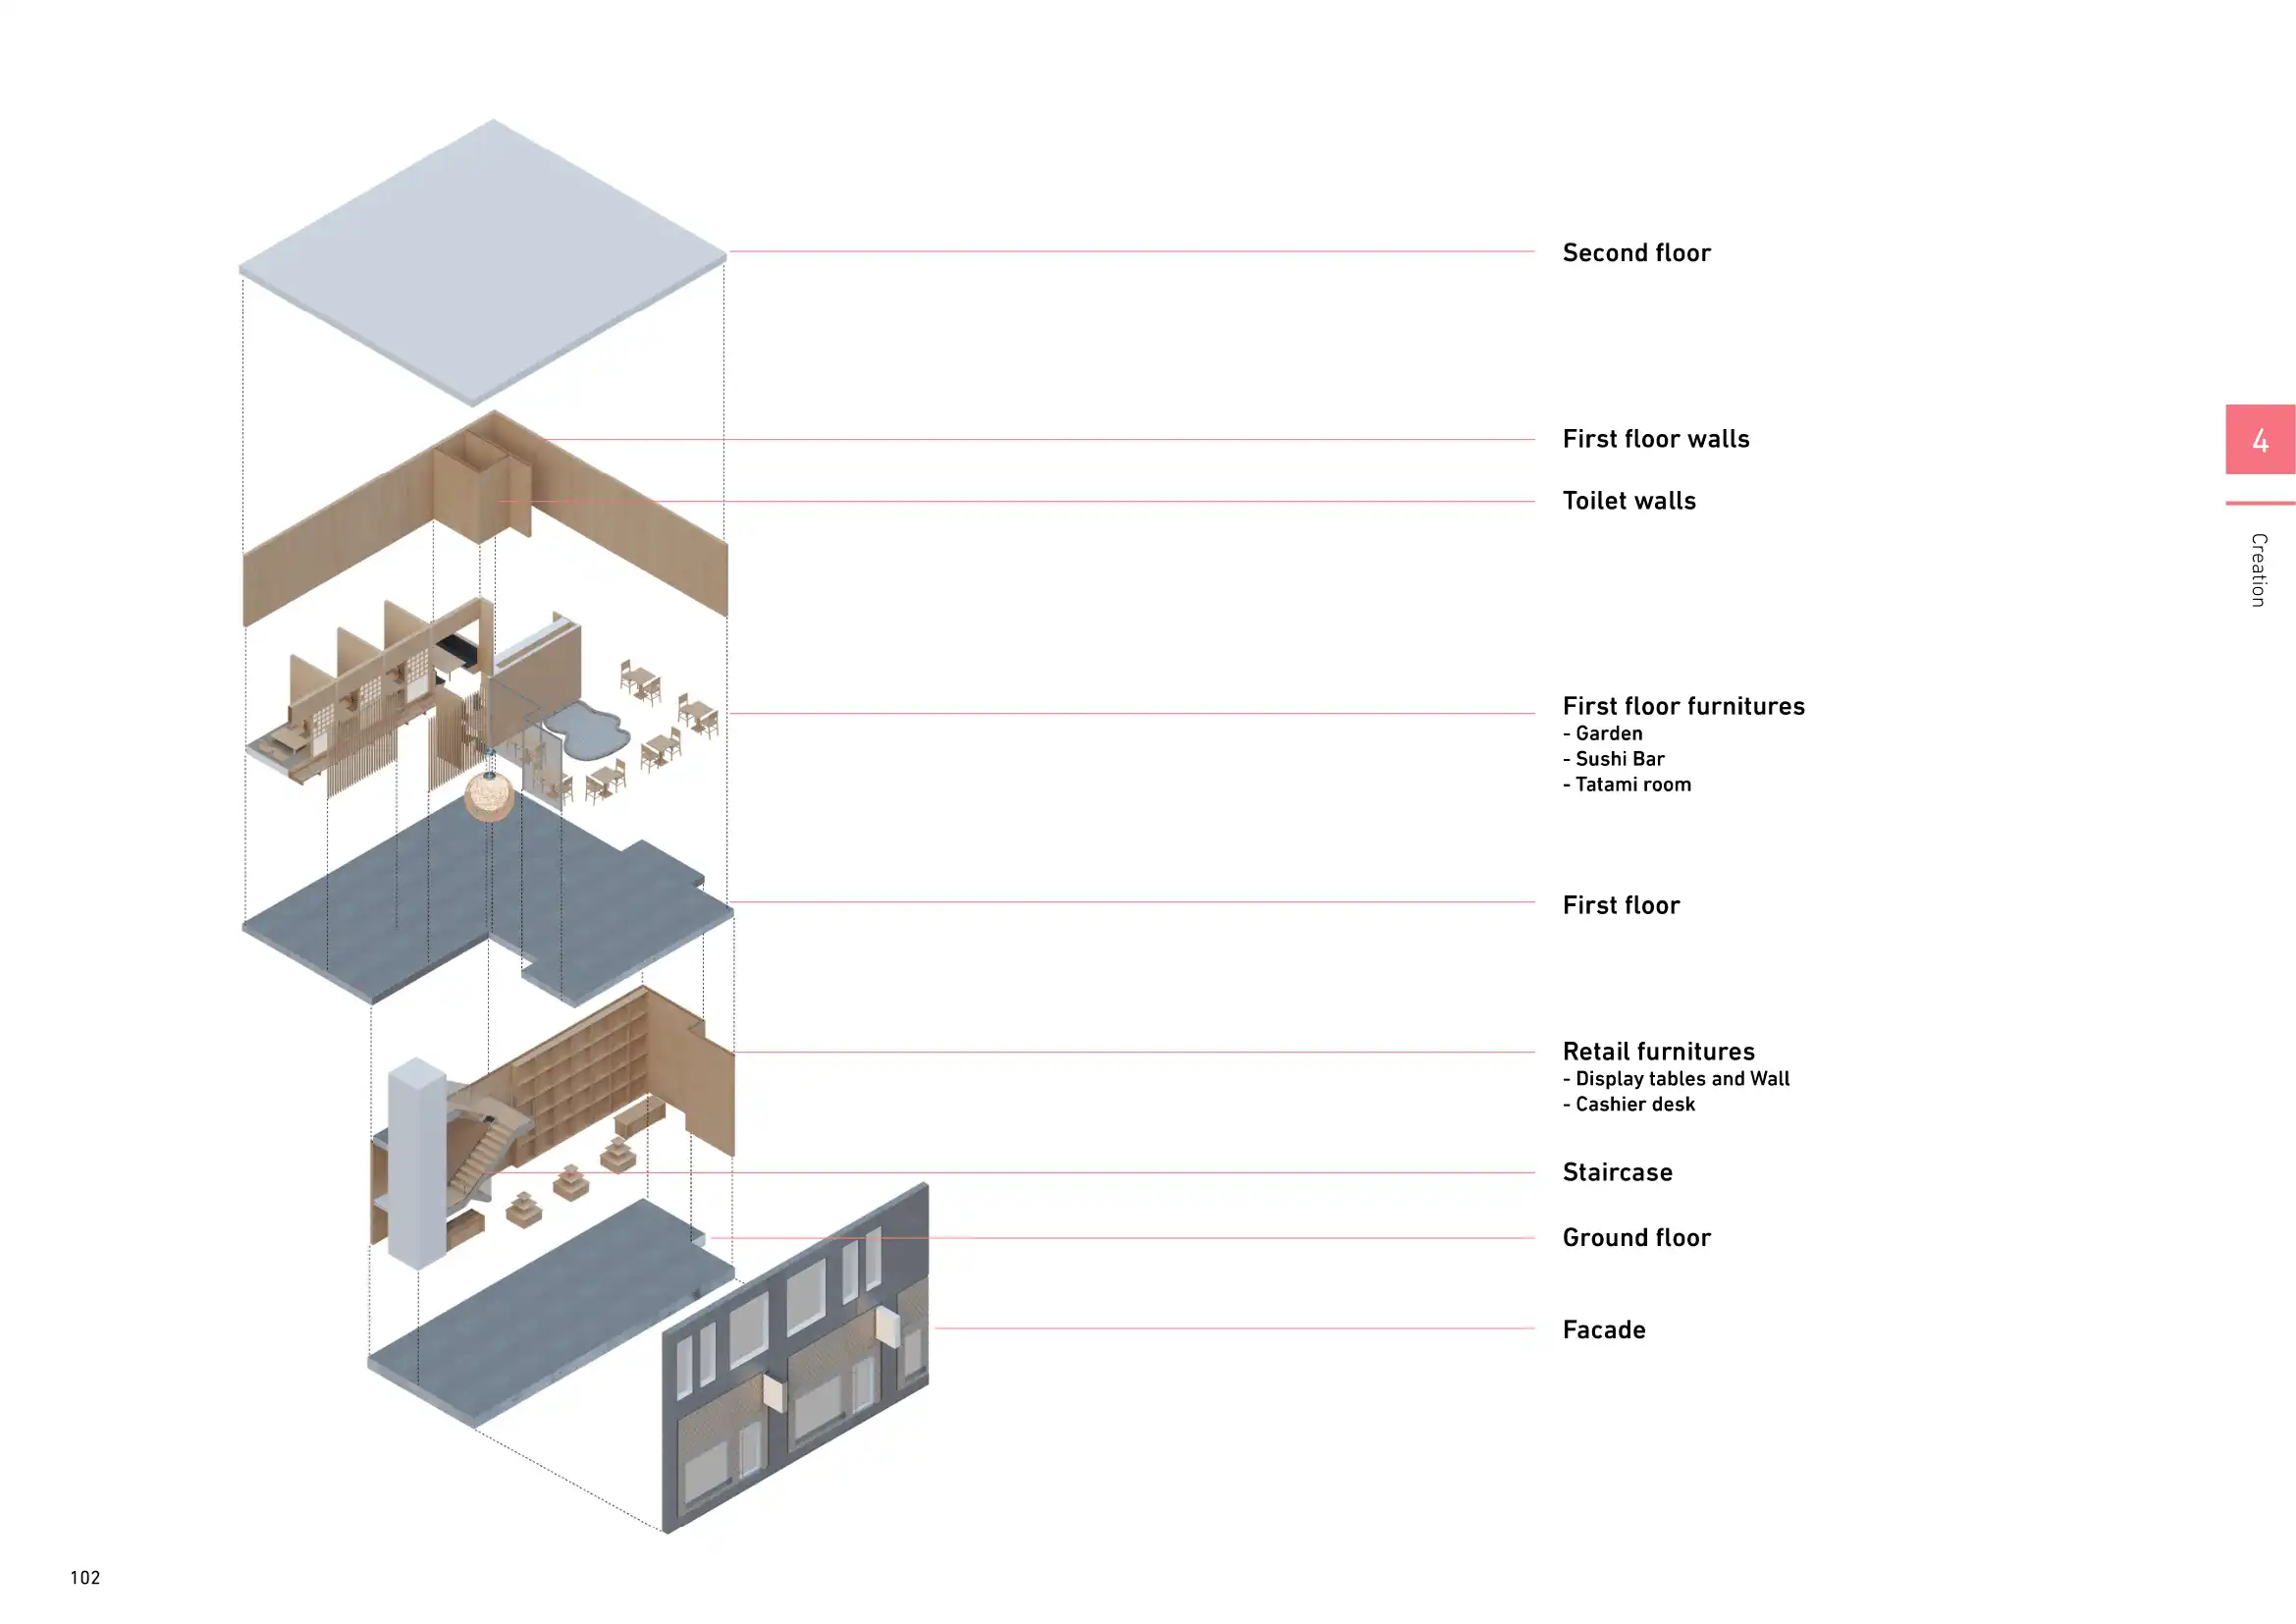 Second floor
First floor walls
Toilet walls
First floor furnitures
- Garden
- Sushi Bar
- Tatami room
First floor
Retail furnitures
- Display tables and Wall
- Cashier desk
Staircase
Ground floor
Facade
4
Creation
102